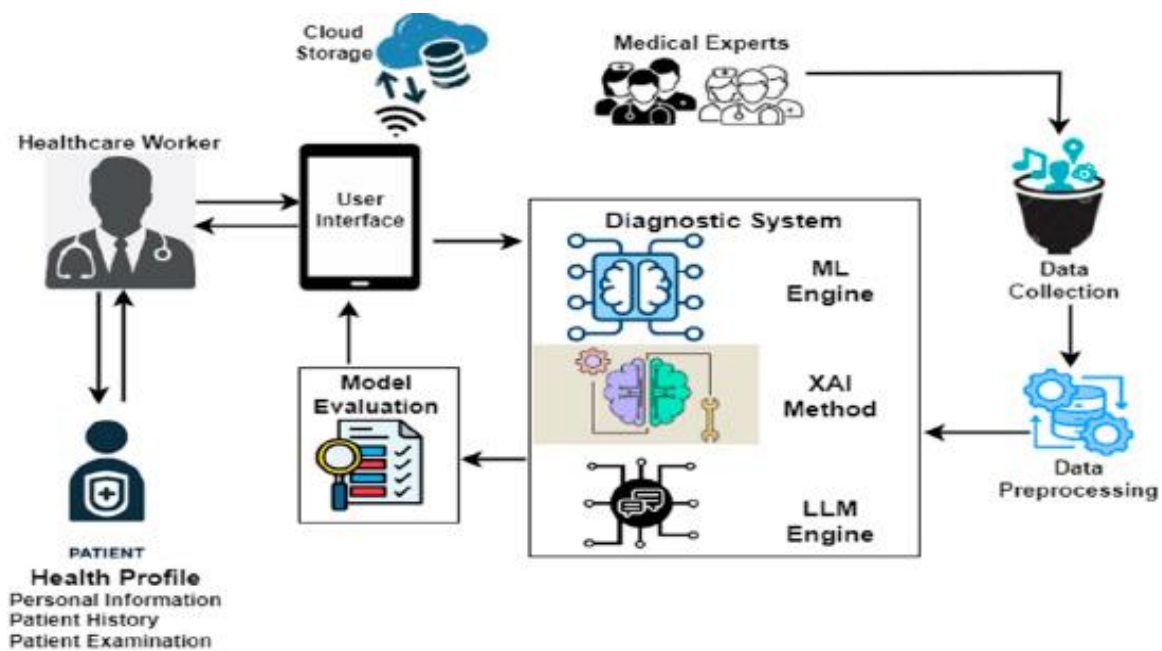 Cloud
Storage
Medical Experts
Healthcare Worker
User
Interface
Diagnostic System
ML
Engine
Data
Collection
Model
Evaluation
XAI
Method
Data
Preprocessing
LLM
Engine
PATIENT
Health Profile
Personal Information
Patient History
Patient Examination